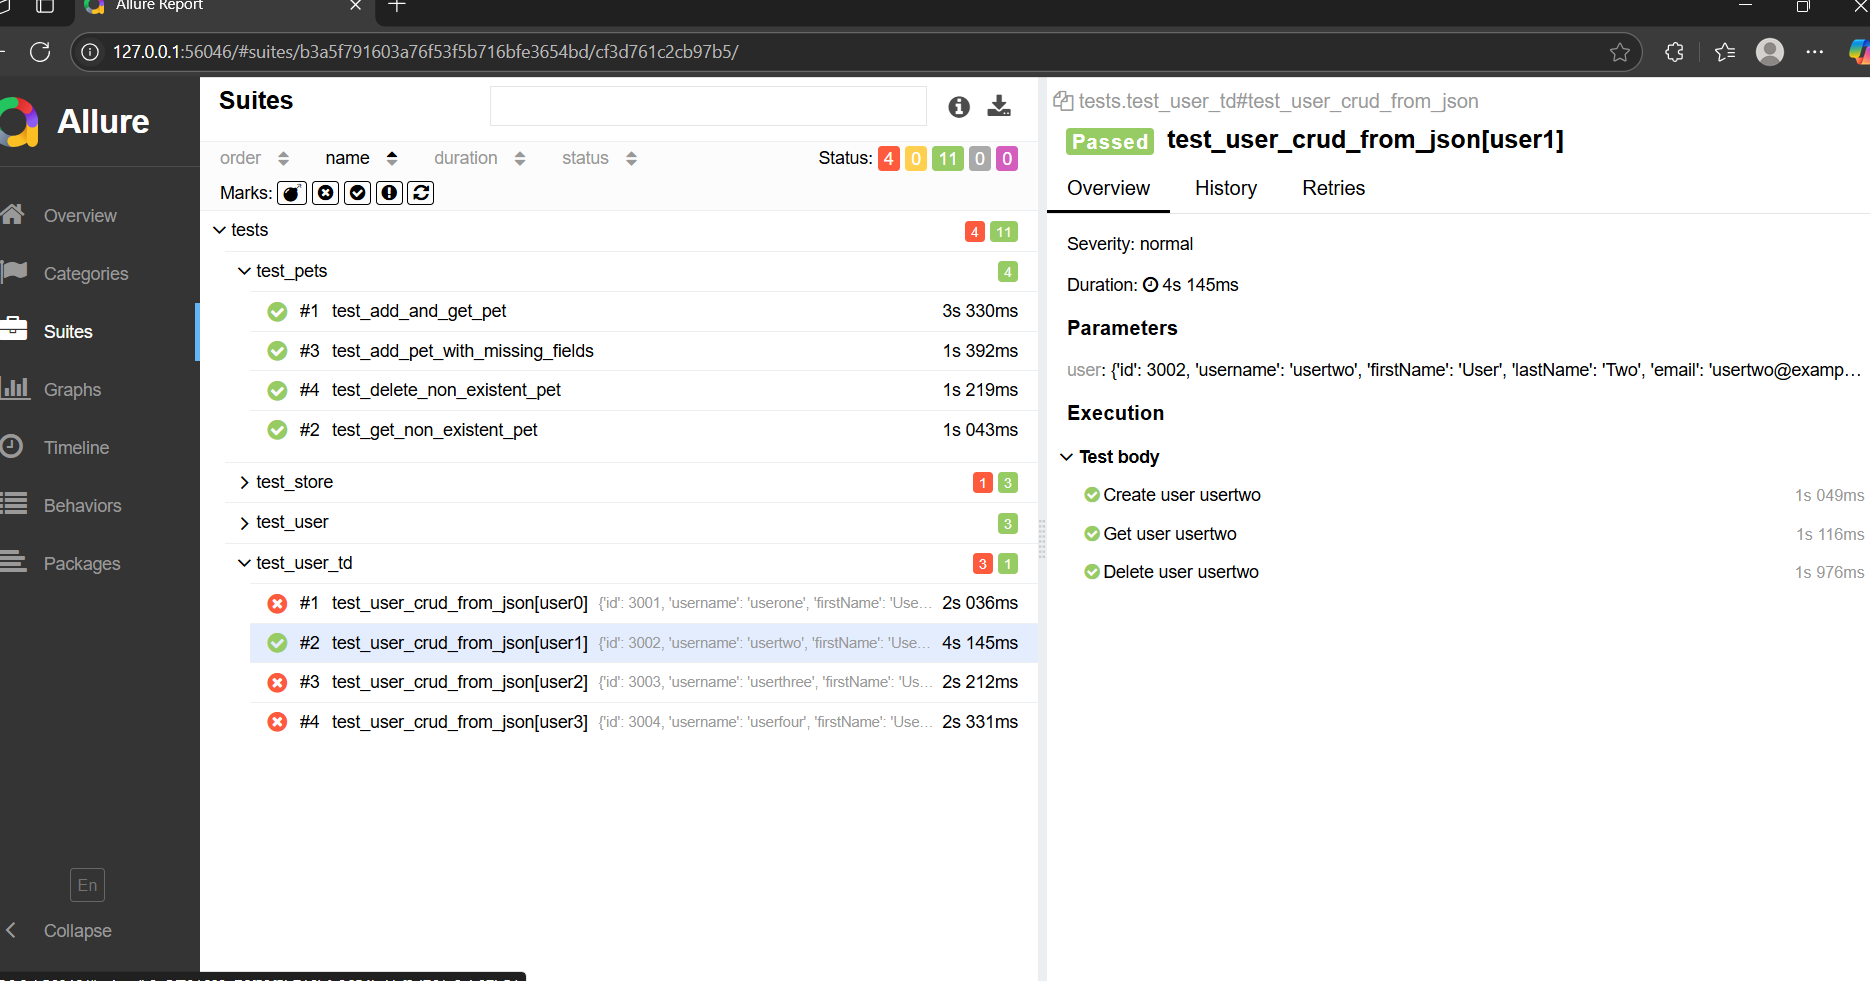 Allure Report
127.0.0.1:56046/#suites/b3a5f791603a76f53f5b716bfe3654bd/cf3d761c2cb97b5/
Allure
Overview
Categories
Suites
Graphs
Timeline
Behaviors
Packages
En
Collapse
Suites
order name duration status Status: 4 0 11 0 0
Marks:
tests 4 11
test_pets 4
#1 test_add_and_get_pet 3s 330ms
#3 test_add_pet_with_missing_fields 1s 392ms
#4 test_delete_non_existent_pet 1s 219ms
#2 test_get_non_existent_pet 1s 043ms
test_store 1 3
test_user 3
test_user_td 3 1
#1 test_user_crud_from_json[user0] {'id': 3001, 'username': 'userone', 'firstName': 'Use... 2s 036ms
#2 test_user_crud_from_json[user1] {'id': 3002, 'username': 'usertwo', 'firstName': 'Use... 4s 145ms
#3 test_user_crud_from_json[user2] {'id': 3003, 'username': 'userthree', 'firstName': 'Us... 2s 212ms
#4 test_user_crud_from_json[user3] {'id': 3004, 'username': 'userfour', 'firstName': 'Use... 2s 331ms
tests.test_user_td#test_user_crud_from_json
Passed test_user_crud_from_json[user1]
Overview History Retries
Severity: normal
Duration: 4s 145ms
Parameters
user: {'id': 3002, 'username': 'usertwo', 'firstName': 'User', 'lastName': 'Two', 'email': 'usertwo@examp...
Execution
Test body
Create user usertwo 1s 049ms
Get user usertwo 1s 116ms
Delete user usertwo 1s 976ms